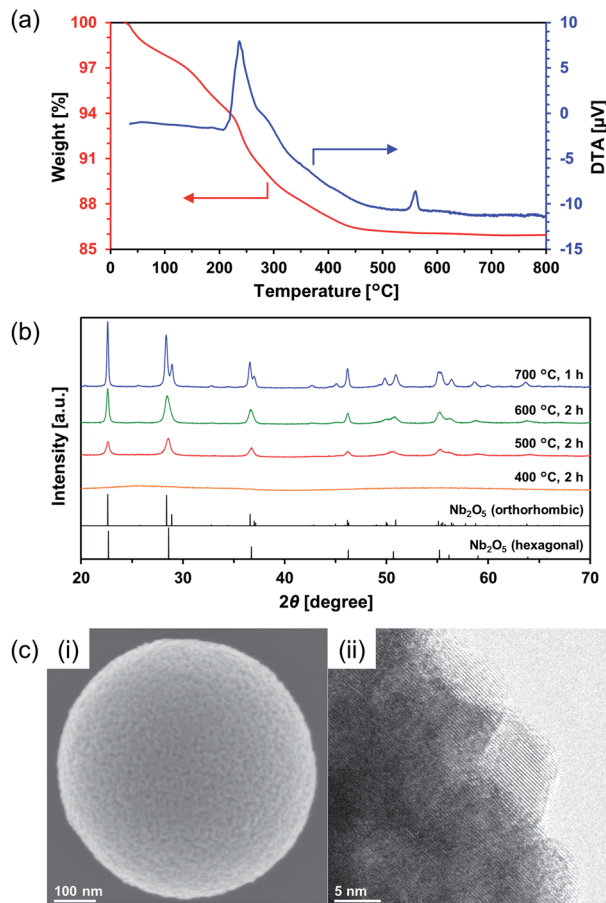 (a)
100
97
94
91
88
85
Weight [%]
10
5
0
-5
-10
-15
DTA [µV]
0 100 200 300 400 500 600 700 800
Temperature [°C]
(b)
700 °C, 1 h
600 °C, 2 h
500 °C, 2 h
400 °C, 2 h
Nb₂O₅ (orthorhombic)
Nb₂O₅ (hexagonal)
Intensity [a.u.]
20 30 40 50 60 70
2θ [degree]
(c) (i) (ii)
100 nm 5 nm